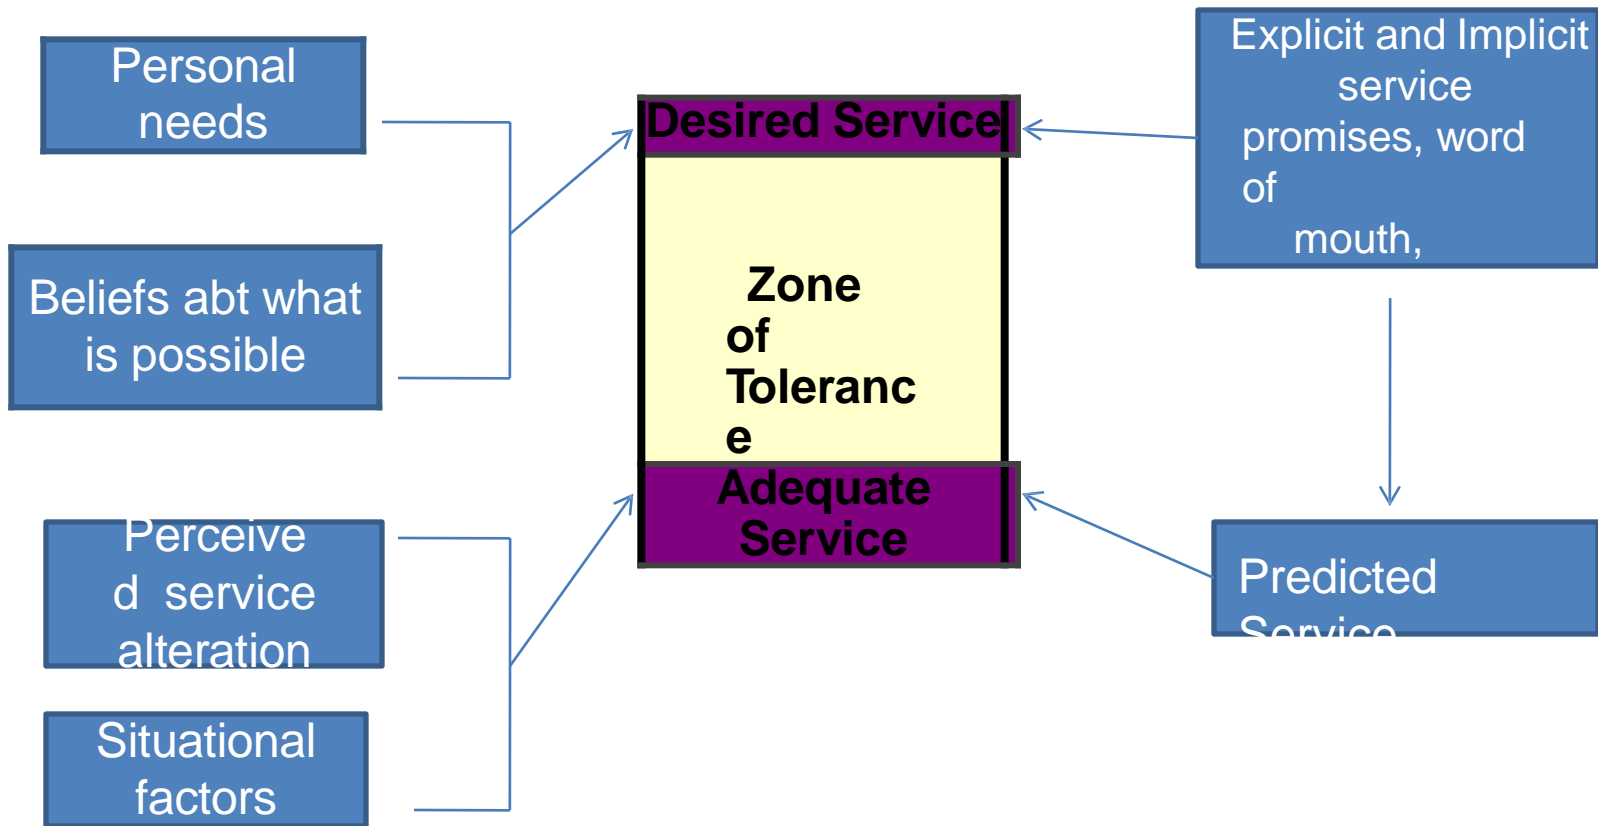 Personal
needs
Beliefs abt what
is possible
Perceive
d service
alteration
Situational
factors
Desired Service
Zone
of
Toleranc
e
Adequate
Service
Explicit and Implicit
service
promises, word
of
mouth,
Predicted
Service